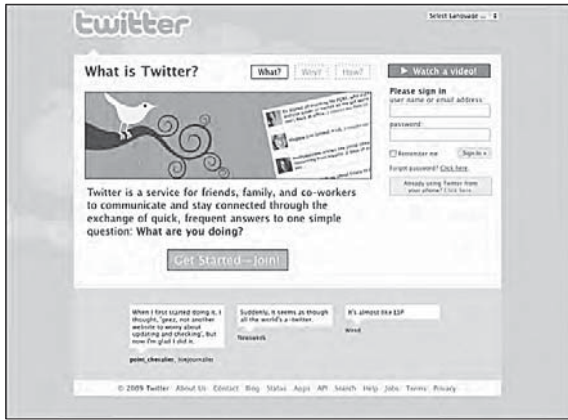 twitter
Select Language ...
What is Twitter?
What?
Why?
How?
Watch a video!
Please sign in
user name or email address:
password:
Remember me
Sign In »
Forgot password? Click here.
Already using Twitter from
your phone? Click here.
Twitter is a service for friends, family, and co-workers
to communicate and stay connected through the
exchange of quick, frequent answers to one simple
question: What are you doing?
Get Started—Join!
When I first started doing it, I
thought, 'geez, not another
website to worry about
updating and checking', but
now I'm glad I did it.
Suddenly, it seems as though
all the world's a-twitter.
It's almost like ESP
Newsweek
Wired
point_chevalier, livejournaller
© 2009 Twitter About Us Contact Blog Status Apps API Search Help Jobs Terms Privacy